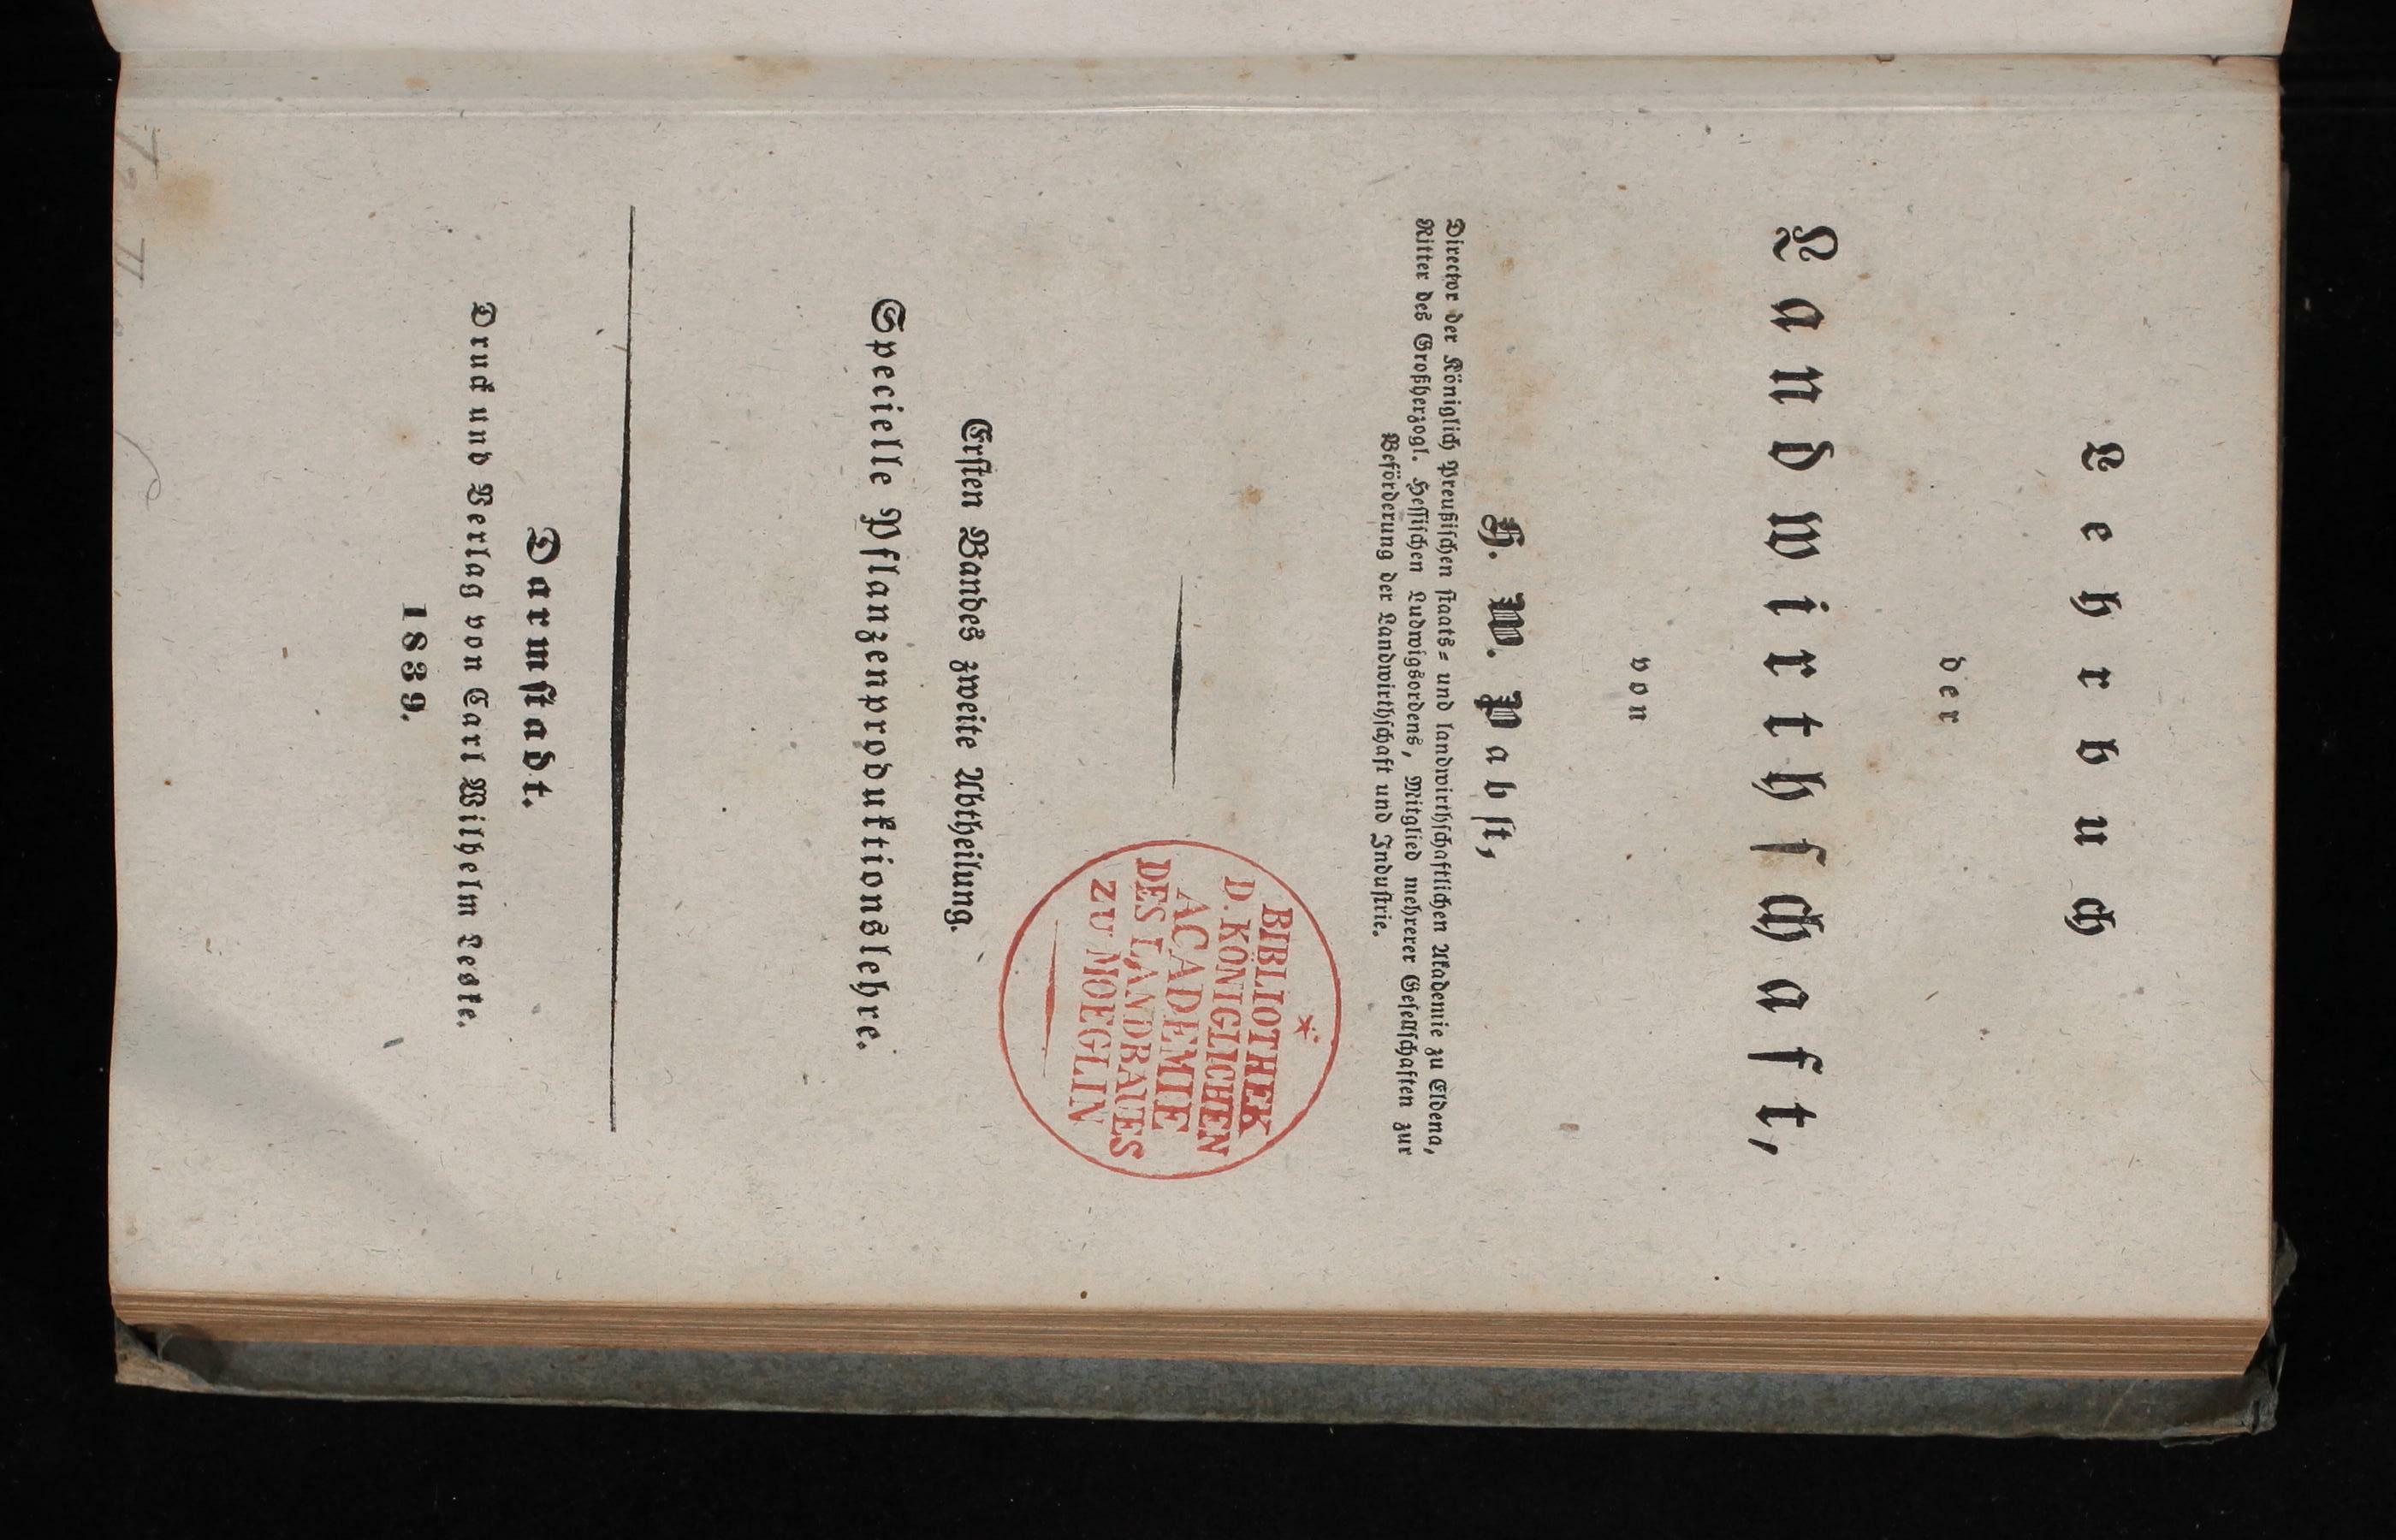 Lehrbuch
der
Landwirthschaft,
von
H. W. Pabst,
Director der Königlich Preußischen staats- und landwirthschaftlichen Akademie zu Eldena,
Ritter des Großherzogl. Hessischen Ludwigsordens, Mitglied mehrerer Gesellschaften zur
Beförderung der Landwirthschaft und Industrie.
BIBLIOTHEK
D. KÖNIGLICHEN
ACADEMIE
DES LANDBAUES
ZU MOEGLIN
Ersten Bandes zweite Abtheilung.
Specielle Pflanzenproduktionslehre.
Darmstadt.
Druck und Verlag von Carl Wilhelm Leske.
1839.